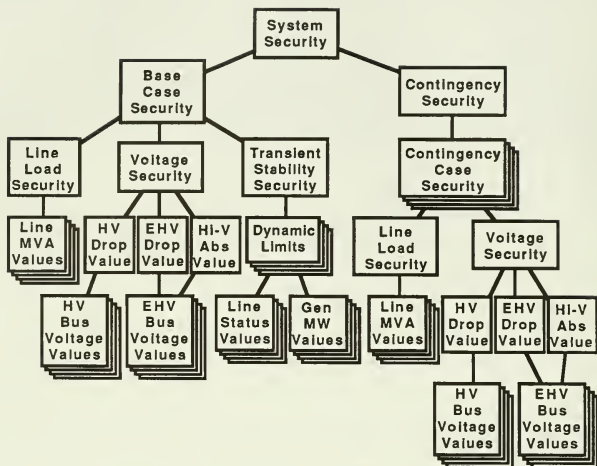 System
Security
Base
Case
Security
Contingency
Security
Line
Load
Security
Voltage
Security
Transient
Stability
Security
Contingency
Case
Security
Line
MVA
Values
HV
Drop
Value
EHV
Drop
Value
Hi-V
Abs
Value
Dynamic
Limits
Line
Load
Security
Voltage
Security
HV
Bus
Voltage
Values
EHV
Bus
Voltage
Values
Line
Status
Values
Gen
MW
Values
Line
MVA
Values
HV
Drop
Value
EHV
Drop
Value
Hi-V
Abs
Value
HV
Bus
Voltage
Values
EHV
Bus
Voltage
Values